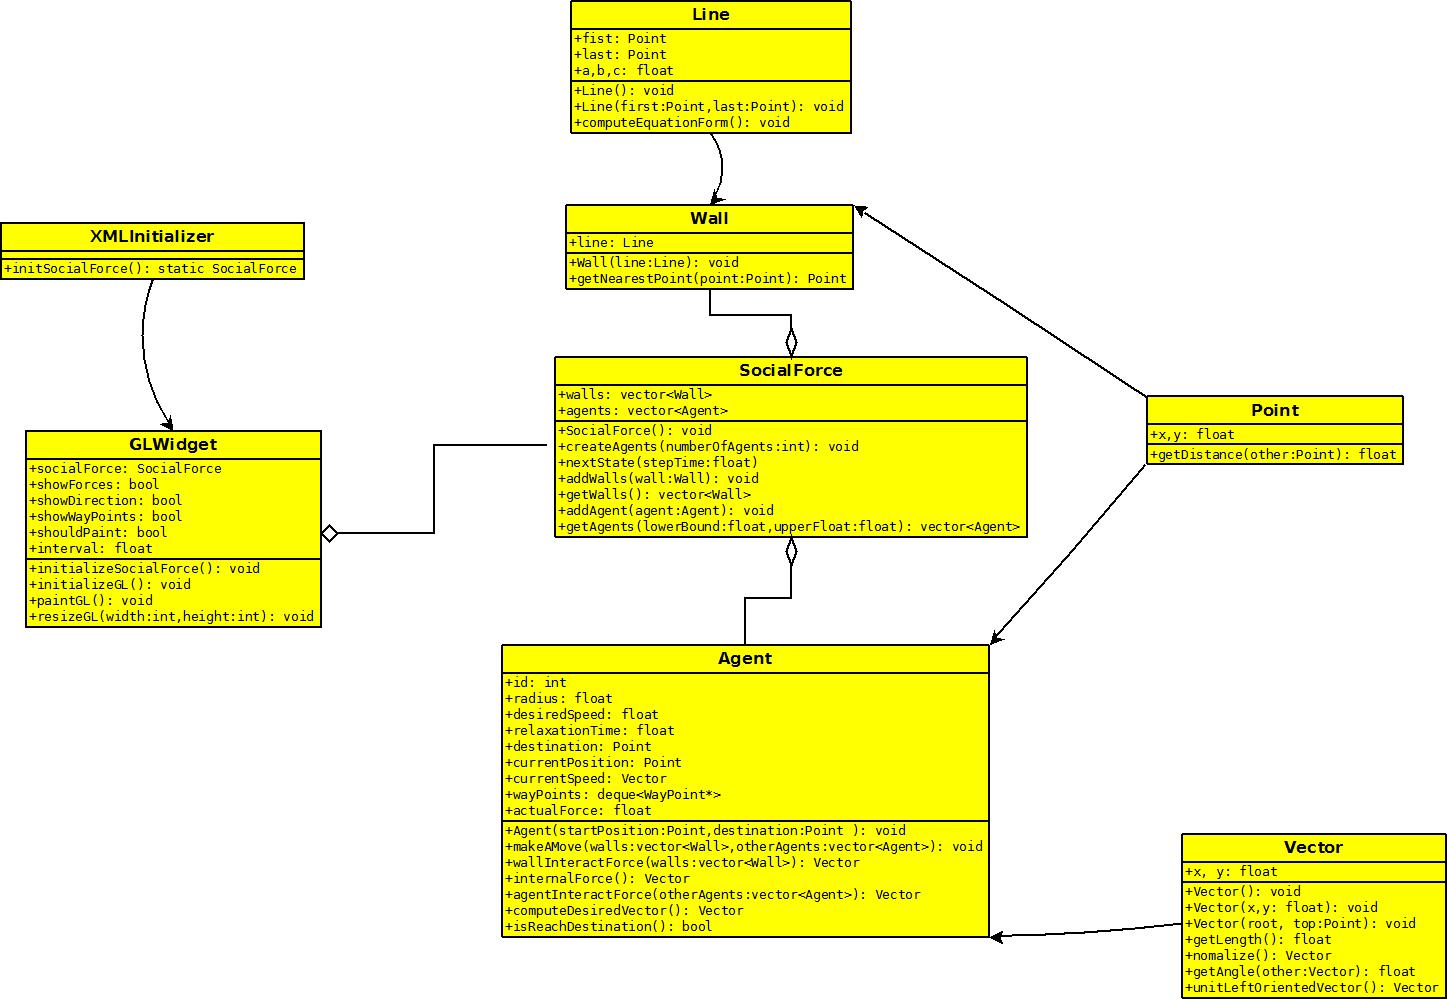 Line
+fist: Point
+last: Point
+a,b,c: float
+Line(): void
+Line(first:Point,last:Point): void
+computeEquationForm(): void
Wall
+line: Line
+Wall(line:Line): void
+getNearestPoint(point:Point): Point
XMLInitializer
+initSocialForce(): static SocialForce
SocialForce
+walls: vector<Wall>
+agents: vector<Agent>
+SocialForce(): void
+createAgents(numberOfAgents:int): void
+nextState(stepTime:float)
+addWalls(wall:Wall): void
+getWalls(): vector<Wall>
+addAgent(agent:Agent): void
+getAgents(lowerBound:float,upperFloat:float): vector<Agent>
Point
+x,y: float
+getDistance(other:Point): float
GLWidget
+socialForce: SocialForce
+showForces: bool
+showDirection: bool
+showWayPoints: bool
+shouldPaint: bool
+interval: float
+initializeSocialForce(): void
+initializeGL(): void
+paintGL(): void
+resizeGL(width:int,height:int): void
Agent
+id: int
+radius: float
+desiredSpeed: float
+relaxationTime: float
+destination: Point
+currentPosition: Point
+currentSpeed: Vector
+wayPoints: deque<WayPoint*>
+actualForce: float
+Agent(startPosition:Point,destination:Point ): void
+makeAMove(walls:vector<Wall>,otherAgents:vector<Agent>): void
+wallInteractForce(walls:vector<Wall>): Vector
+internalForce(): Vector
+agentInteractForce(otherAgents:vector<Agent>): Vector
+computeDesiredVector(): Vector
+isReachDestination(): bool
Vector
+x, y: float
+Vector(): void
+Vector(x,y: float): void
+Vector(root, top:Point): void
+getLength(): float
+nomalize(): Vector
+getAngle(other:Vector): float
+unitLeftOrientedVector(): Vector